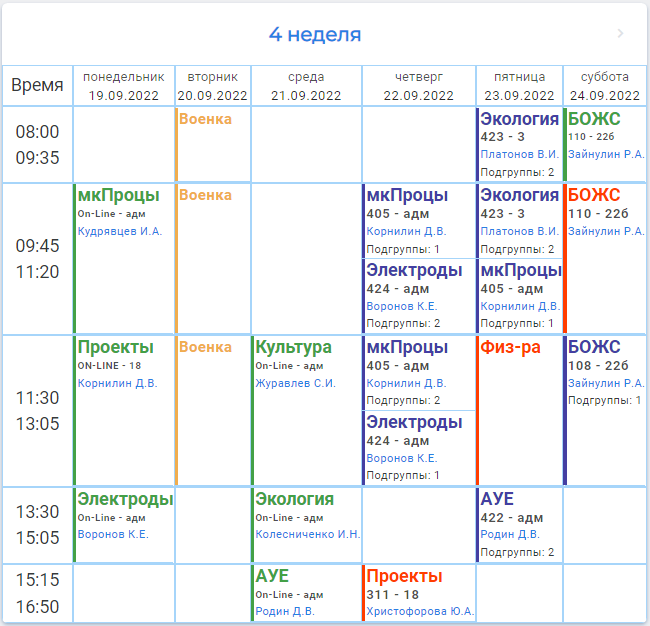 4 неделя
Время
понедельник
19.09.2022
вторник
20.09.2022
среда
21.09.2022
четверг
22.09.2022
пятница
23.09.2022
суббота
24.09.2022
08:00
09:35
Военка
Экология
423 - 3
Платонов В.И.
Подгруппы: 2
БОЖС
110 - 226
Зайнулин Р.А.
09:45
11:20
мкПроцы
On-Line - адм
Кудрявцев И.А.
Военка
мкПроцы
405 - адм
Корнилин Д.В.
Подгруппы: 1
Электроды
424 - адм
Воронов К.Е.
Подгруппы: 2
Экология
423 - 3
Платонов В.И.
Подгруппы: 2
мкПроцы
405 - адм
Корнилин Д.В.
Подгруппы: 1
БОЖС
110 - 226
Зайнулин Р.А.
11:30
13:05
Проекты
ON-LINE - 18
Корнилин Д.В.
Военка
Культура
On-Line - адм
Журавлев С.И.
мкПроцы
405 - адм
Корнилин Д.В.
Подгруппы: 2
Электроды
424 - адм
Воронов К.Е.
Подгруппы: 1
Физ-ра
БОЖС
108 - 226
Зайнулин Р.А.
Подгруппы: 1
13:30
15:05
Электроды
On-Line - адм
Воронов К.Е.
Экология
On-Line - адм
Колесниченко И.Н.
АУЕ
422 - адм
Родин Д.В.
Подгруппы: 2
15:15
16:50
АУЕ
On-Line - адм
Родин Д.В.
Проекты
311 - 18
Христофорова Ю.А.